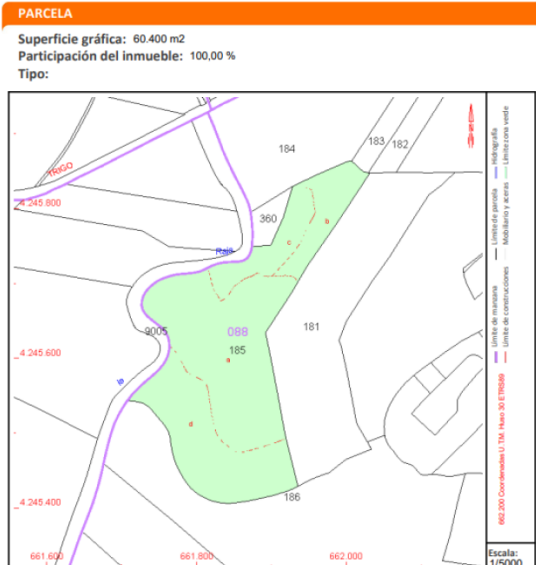 PARCELA
Superficie gráfica: 60.400 m2
Participación del inmueble: 100,00 %
Tipo:
184
183
182
TRIGO
4.245.800
360
b
c
Raja
9005
088
181
4.245.600
185
a
d
186
4.245.400
661.600
661.800
662.000
Límite de manzana
Límite de parcela
Hidrografía
Límite de construcciones
Mobiliario y aceras
Límite zona verde
662.200 Coordenadas U.T.M. Huso 30 ETRS89
Escala:
1/5000